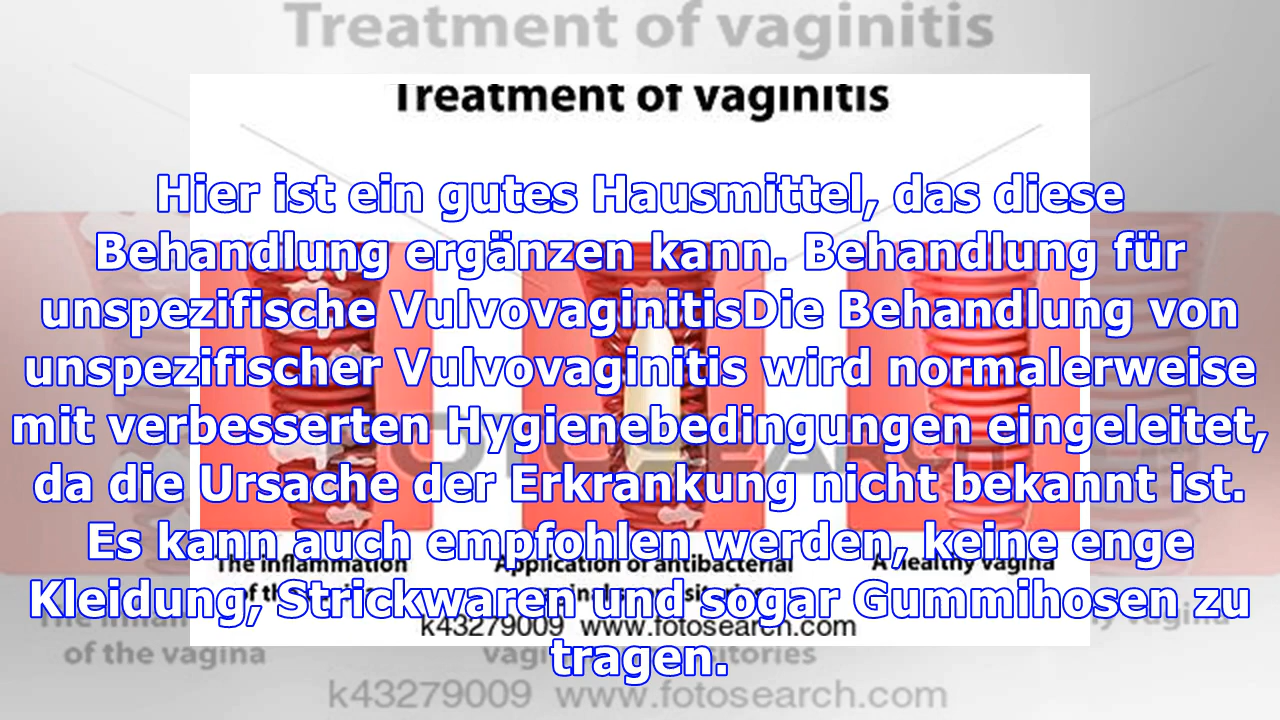 Treatment of vaginitis
Treatment of vaginitis
Hier ist ein gutes Hausmittel, das diese
Behandlung ergänzen kann. Behandlung für
unspezifische VulvovaginitisDie Behandlung von
unspezifischer Vulvovaginitis wird normalerweise
mit verbesserten Hygienebedingungen eingeleitet,
da die Ursache der Erkrankung nicht bekannt ist.
Es kann auch empfohlen werden, keine enge
Kleidung, Strickwaren und sogar Gummihosen zu
tragen.
The inflammation
Application of antibacterial
A healthy vagina
k43279009 www.fotosearch.com
of the vagina
k43279009 www.fotosearch.com